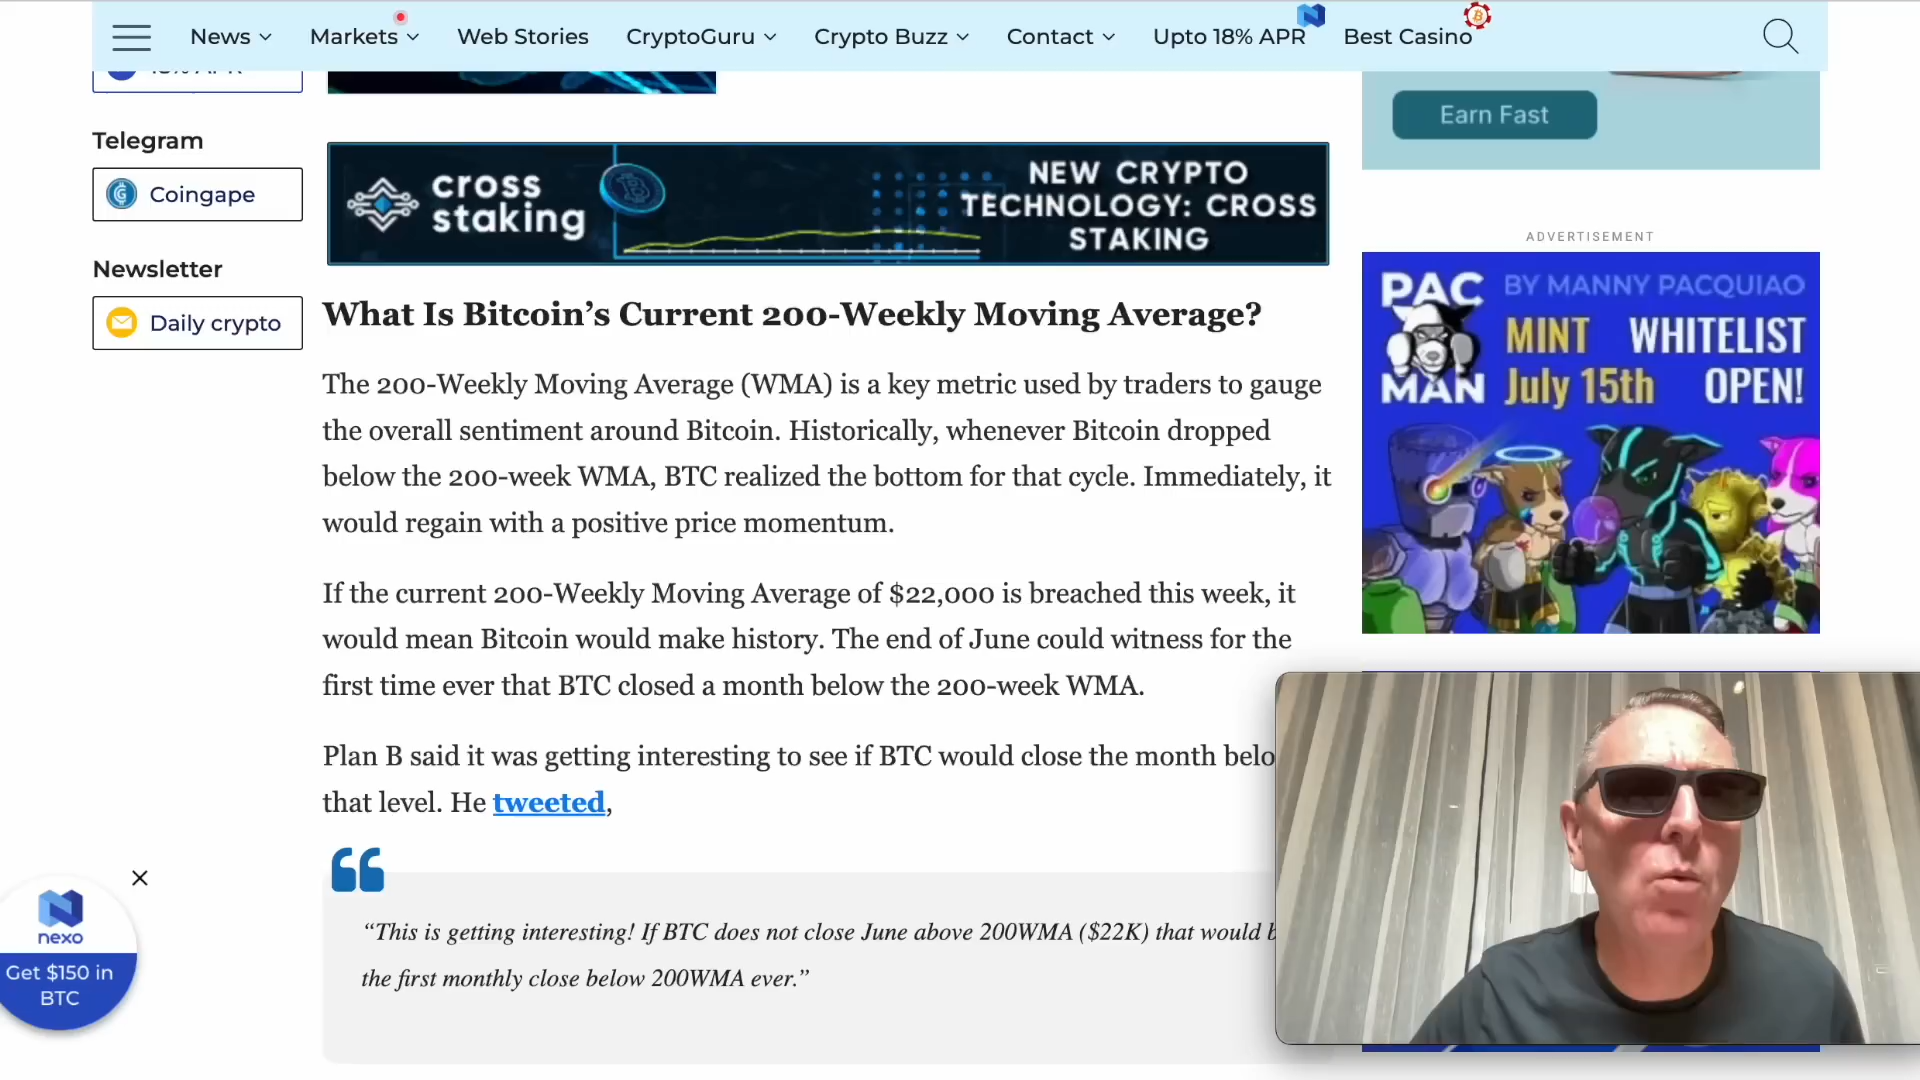 News
Markets
Web Stories
CryptoGuru
Crypto Buzz
Contact
Upto 18% APR
Best Casino
Earn Fast
Telegram
Coingape
Newsletter
Daily crypto
cross
staking
NEW CRYPTO
TECHNOLOGY: CROSS
STAKING
ADVERTISEMENT
PAC
MAN
BY MANNY PACQUIAO
MINT WHITELIST
July 15th OPEN!
What Is Bitcoin’s Current 200-Weekly Moving Average?
The 200-Weekly Moving Average (WMA) is a key metric used by traders to gauge
the overall sentiment around Bitcoin. Historically, whenever Bitcoin dropped
below the 200-week WMA, BTC realized the bottom for that cycle. Immediately, it
would regain with a positive price momentum.
If the current 200-Weekly Moving Average of $22,000 is breached this week, it
would mean Bitcoin would make history. The end of June could witness for the
first time ever that BTC closed a month below the 200-week WMA.
Plan B said it was getting interesting to see if BTC would close the month belo
that level. He tweeted,
“This is getting interesting! If BTC does not close June above 200WMA ($22K) that would b
the first monthly close below 200WMA ever.”
nexo
Get $150 in
BTC